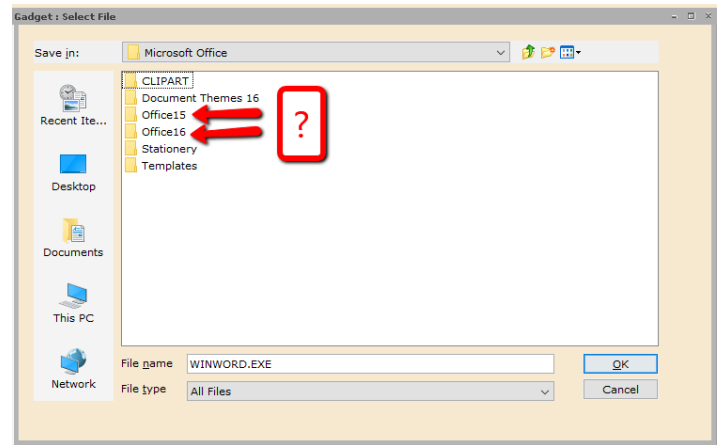 Gadget : Select File
Save in:
Microsoft Office
CLIPART
Document Themes 16
Office15
Office16
Stationery
Templates
?
Recent Ite...
Desktop
Documents
This PC
Network
File name
WINWORD.EXE
OK
File type
All Files
Cancel